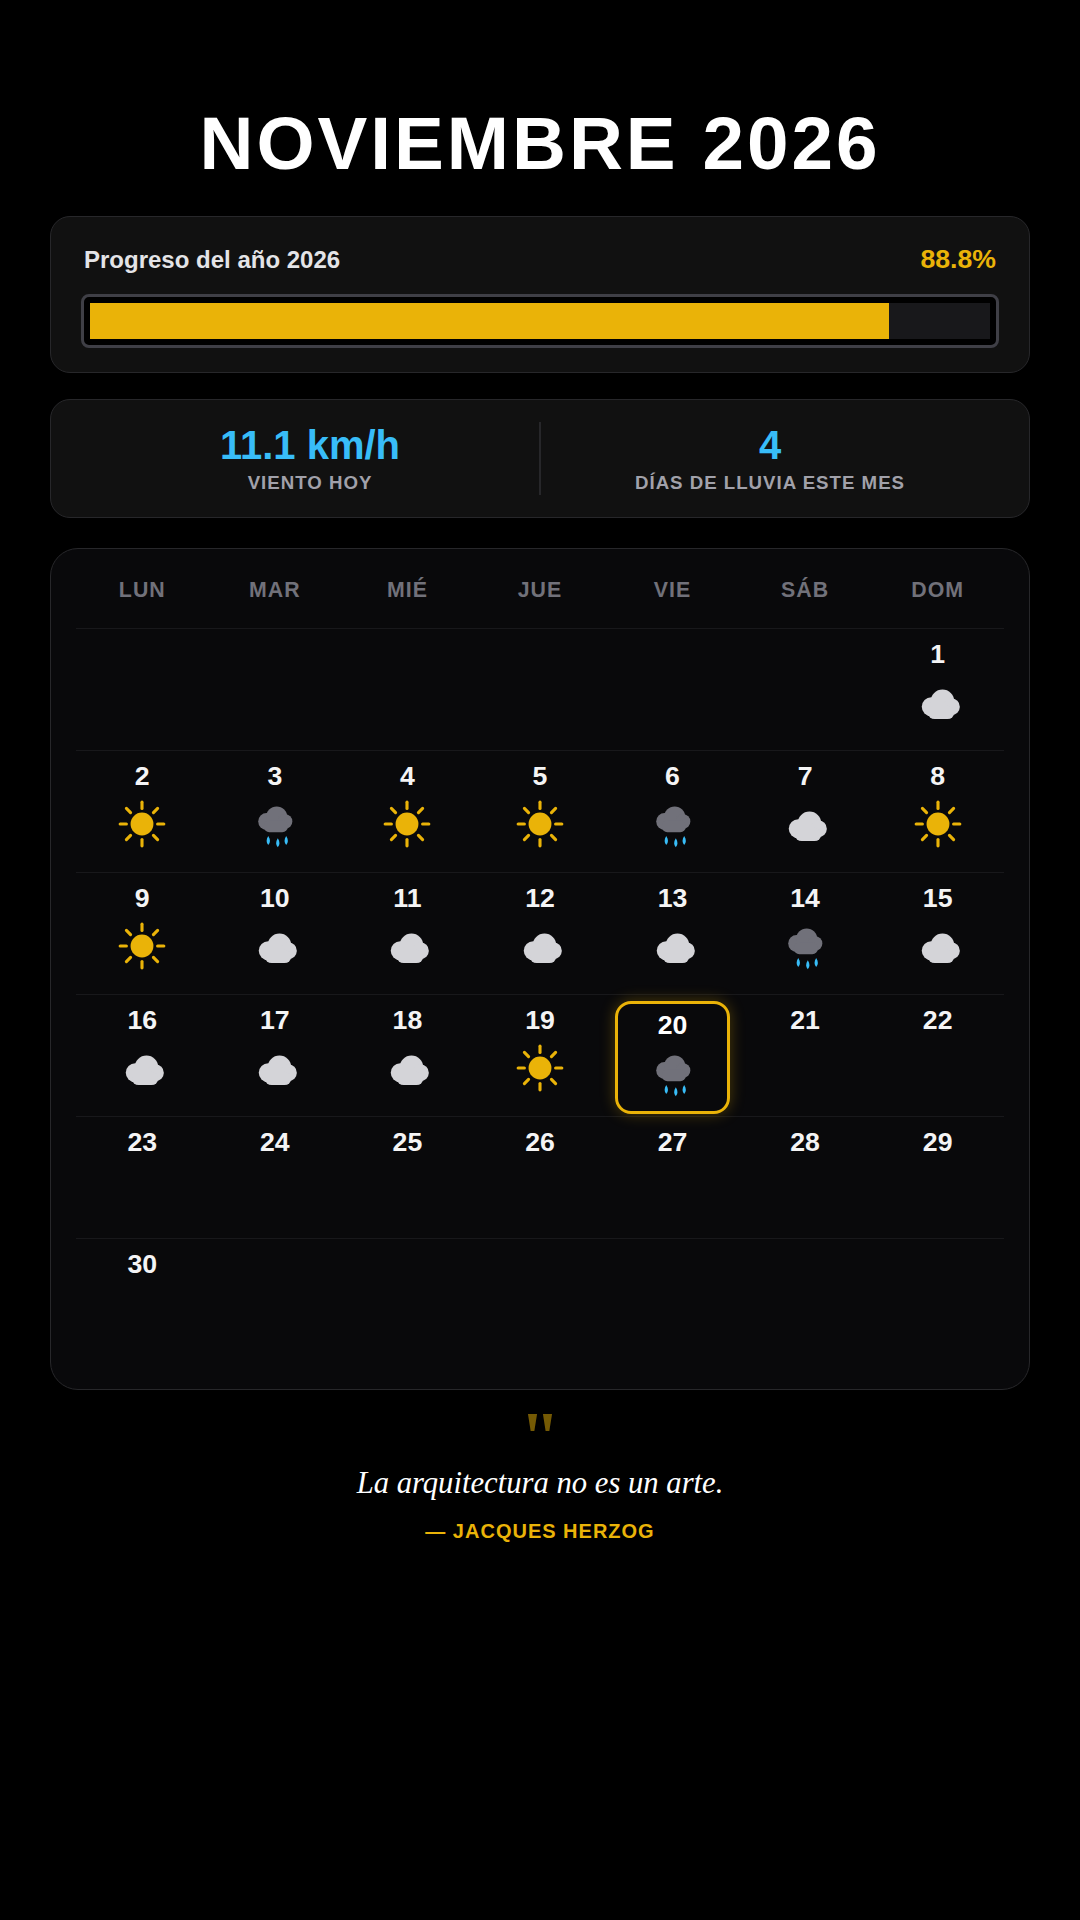 NOVIEMBRE 2026
Progreso del año 2026 88.8%
11.1 km/h 4
VIENTO HOY DÍAS DE LLUVIA ESTE MES
LUN MAR MIÉ JUE VIE SÁB DOM
1
2 3 4 5 6 7 8
9 10 11 12 13 14 15
16 17 18 19 20 21 22
23 24 25 26 27 28 29
30
"
La arquitectura no es un arte.
— JACQUES HERZOG